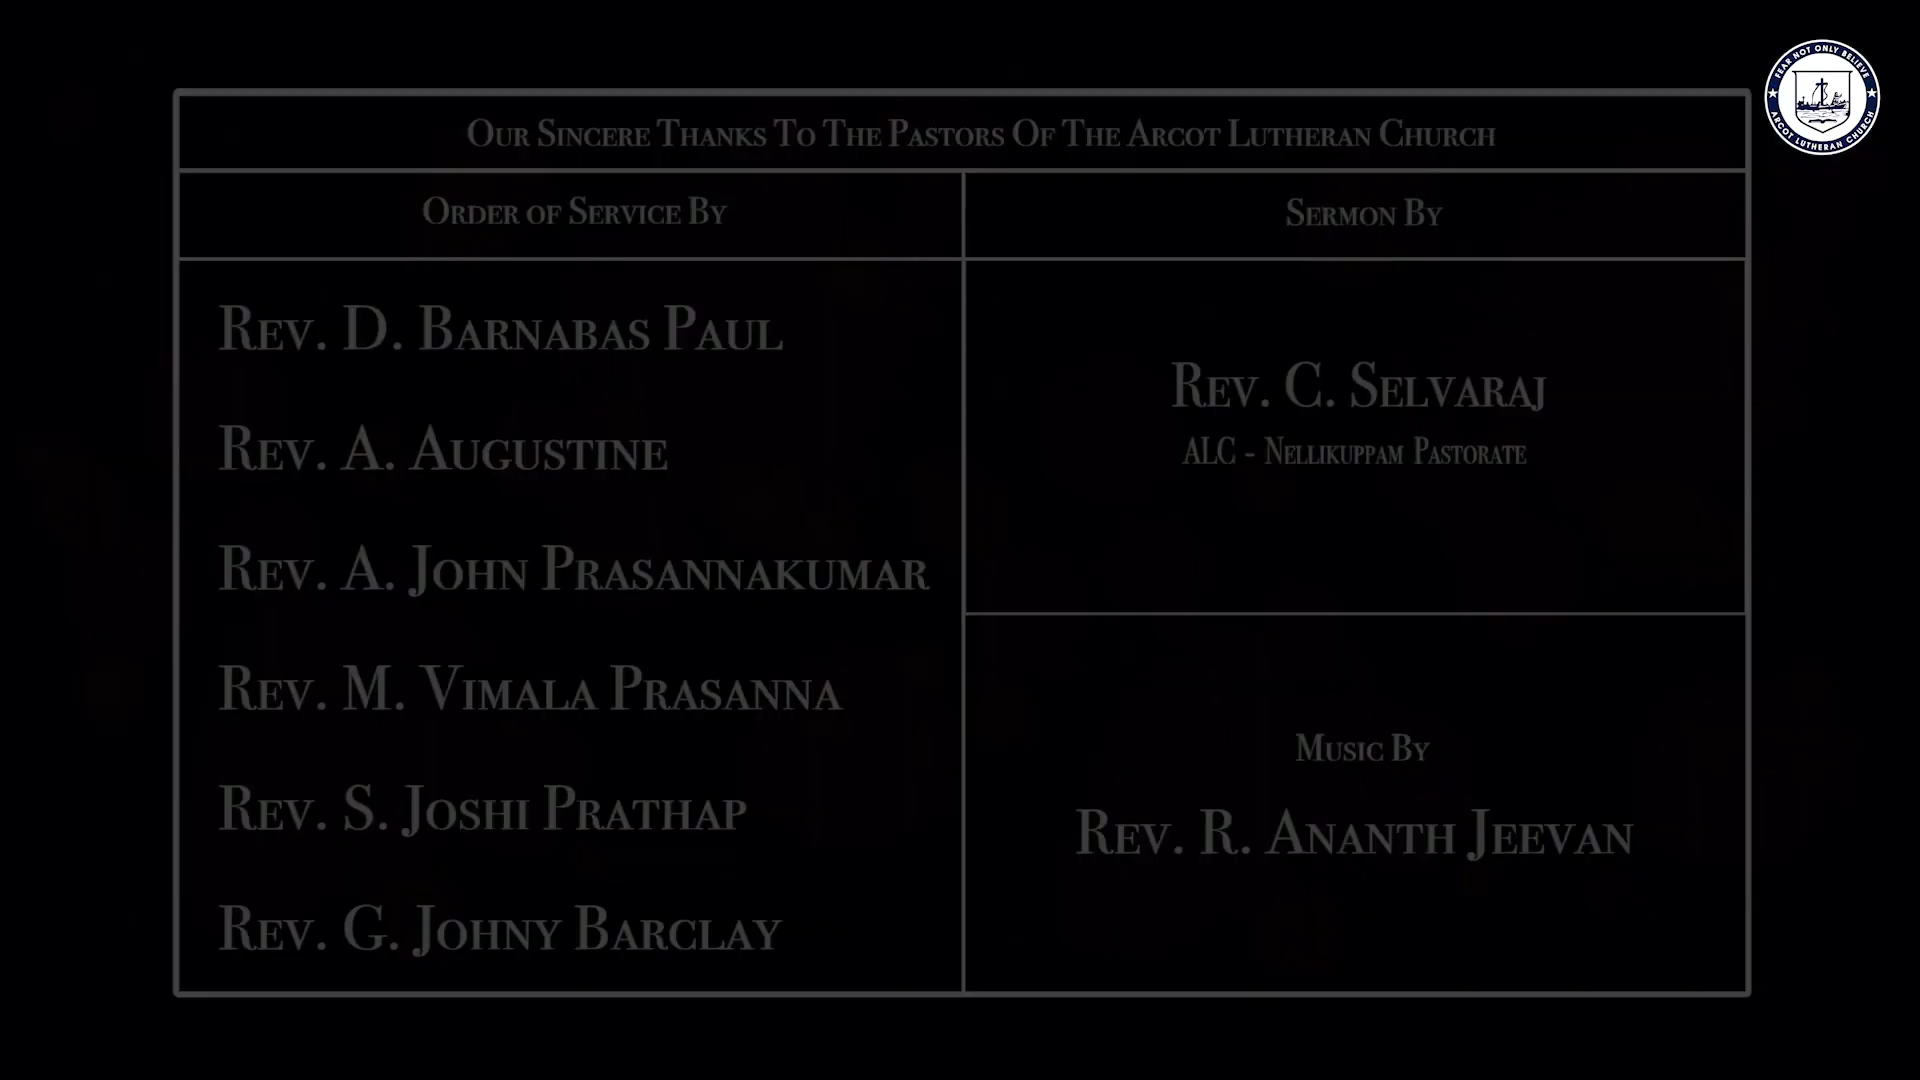 FEAR NOT ONLY BELIEVE
ARCOT LUTHERAN CHURCH
Our Sincere Thanks To The Pastors Of The Arcot Lutheran Church
Order of Service By
Rev. D. Barnabas Paul
Rev. A. Augustine
Rev. A. John Prasannakumar
Rev. M. Vimala Prasanna
Rev. S. Joshi Prathap
Rev. G. Johny Barclay
Sermon By
Rev. C. Selvaraj
ALC - Nellikuppam Pastorate
Music By
Rev. R. Ananth Jeevan